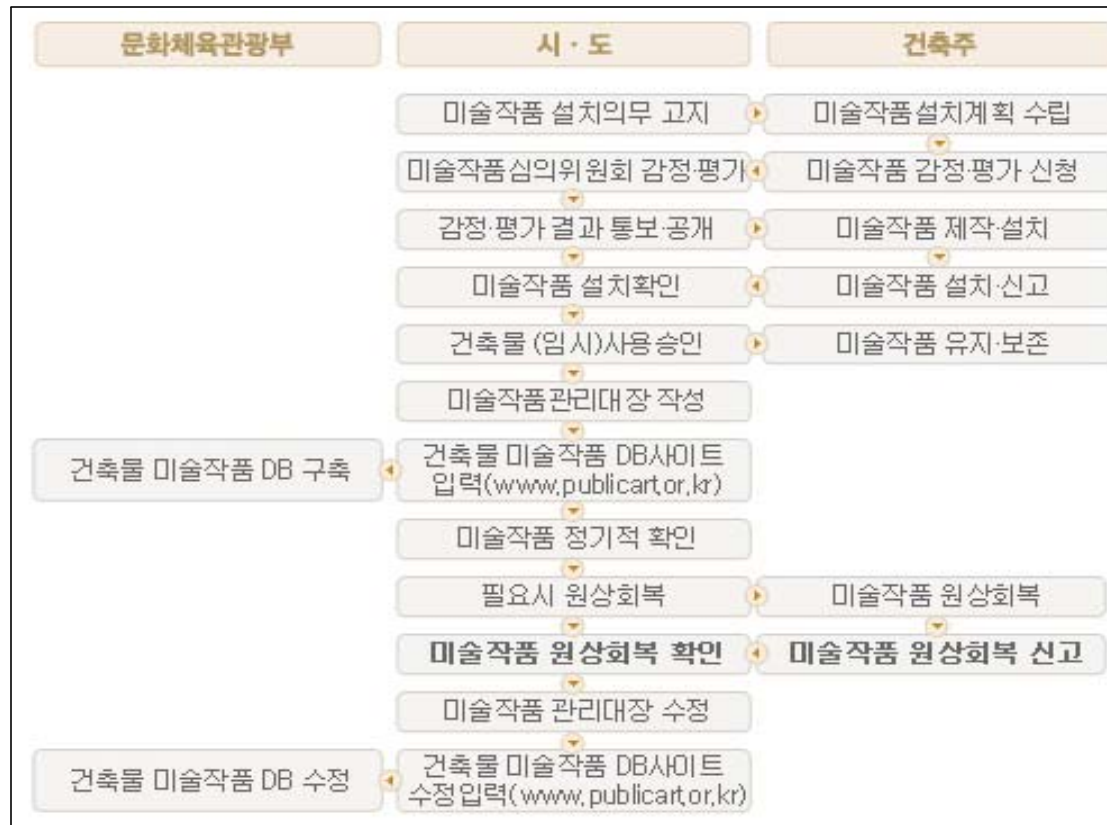 문화체육관광부 시·도 건축주
미술작품 설치의무 고지 미술작품설치계획 수립
미술작품심의위원회 감정·평가 미술작품 감정·평가 신청
감정·평가 결과 통보·공개 미술작품 제작·설치
미술작품 설치확인 미술작품 설치·신고
건축물 (임시)사용승인 미술작품 유지·보존
미술작품관리대장 작성
건축물 미술작품 DB 구축 건축물 미술작품 DB사이트
입력(www.publicart.or.kr)
미술작품 정기적 확인
필요시 원상회복 미술작품 원상회복
미술작품 원상회복 확인 미술작품 원상회복 신고
미술작품 관리대장 수정
건축물 미술작품 DB 수정 건축물 미술작품 DB사이트
수정입력(www.publicart.or.kr)